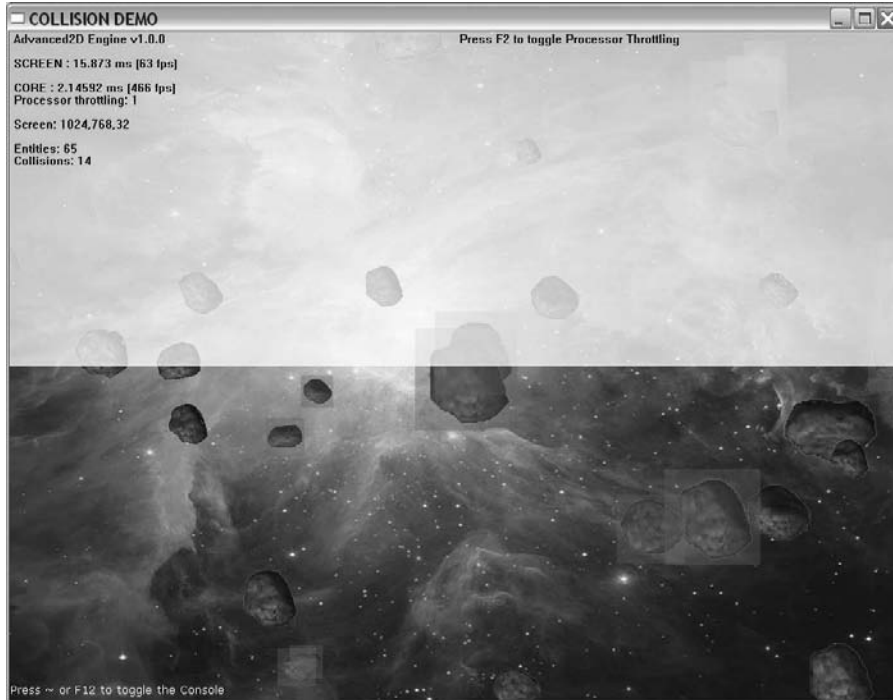 COLLISION DEMO
Advanced2D Engine v1.0.0
Press F2 to toggle Processor Throttling
SCREEN : 15.873 ms [63 fps]
CORE : 2.14592 ms [466 fps]
Processor throttling: 1
Screen: 1024,768,32
Entities: 65
Collisions: 14
Press ~ or F12 to toggle the Console